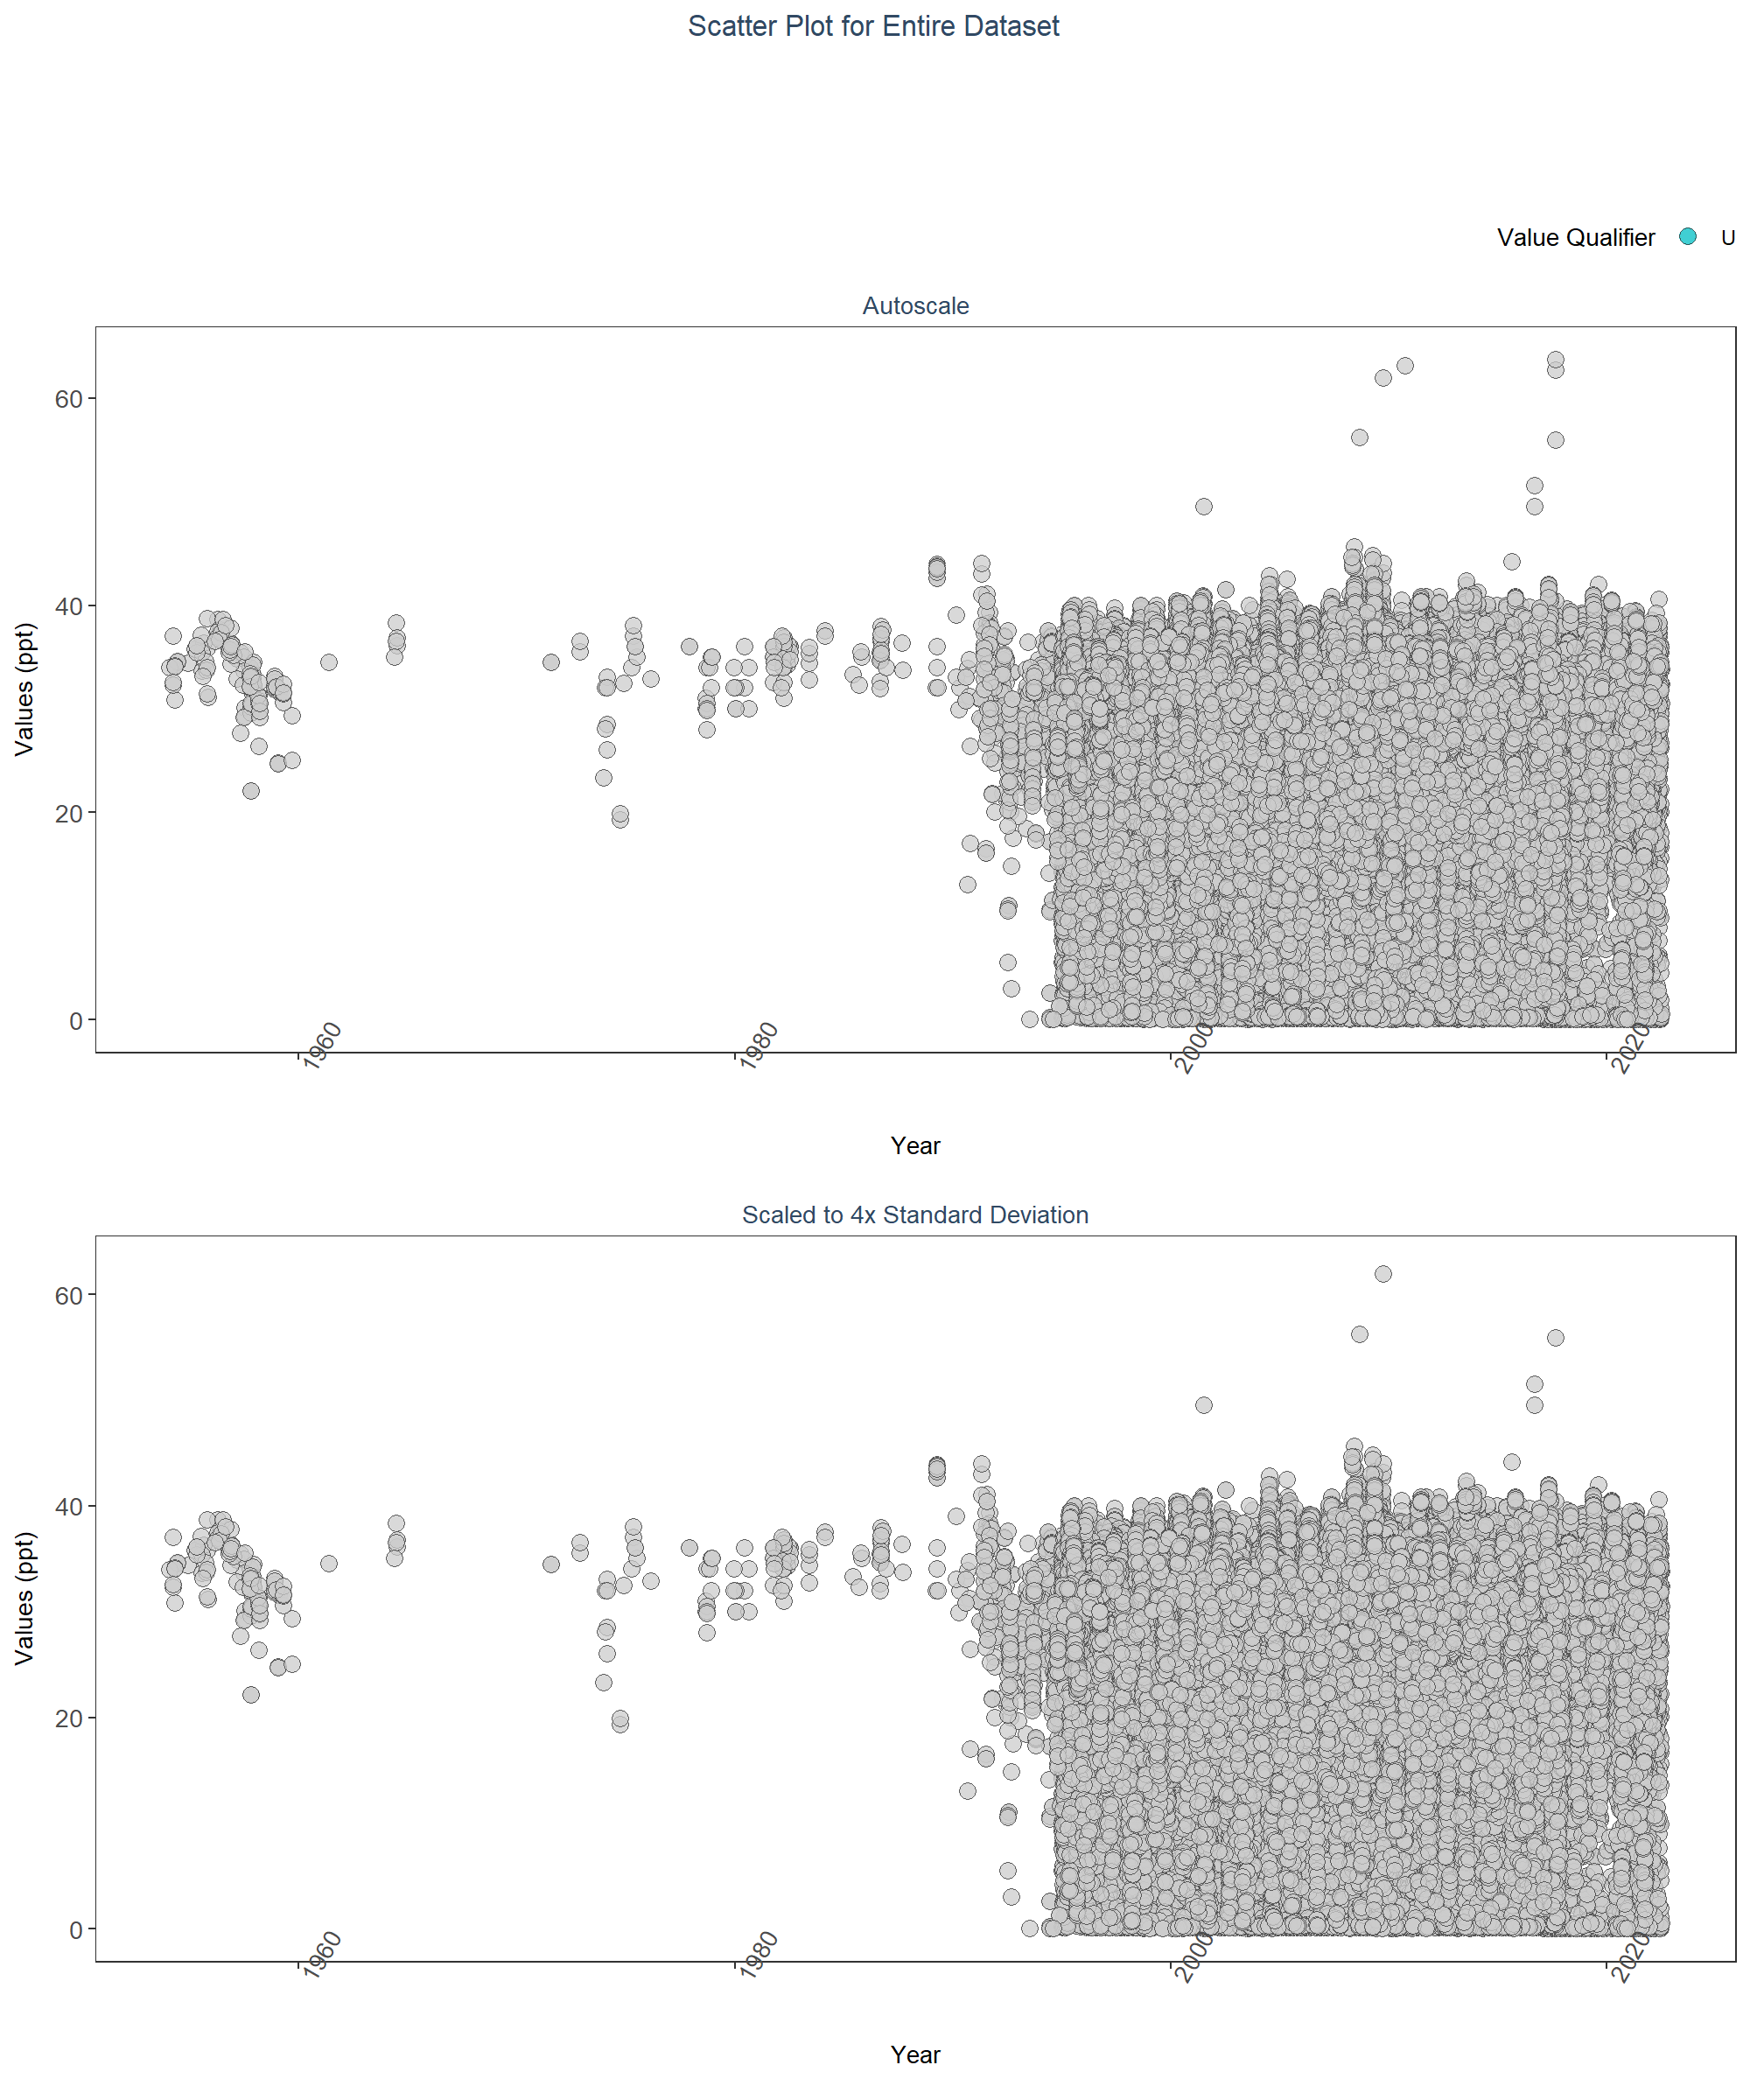 Scatter Plot for Entire Dataset
Value Qualifier U
Autoscale
Values (ppt)
60
40
20
0
1960 1980 2000 2020
Year
Scaled to 4x Standard Deviation
Values (ppt)
60
40
20
0
1960 1980 2000 2020
Year